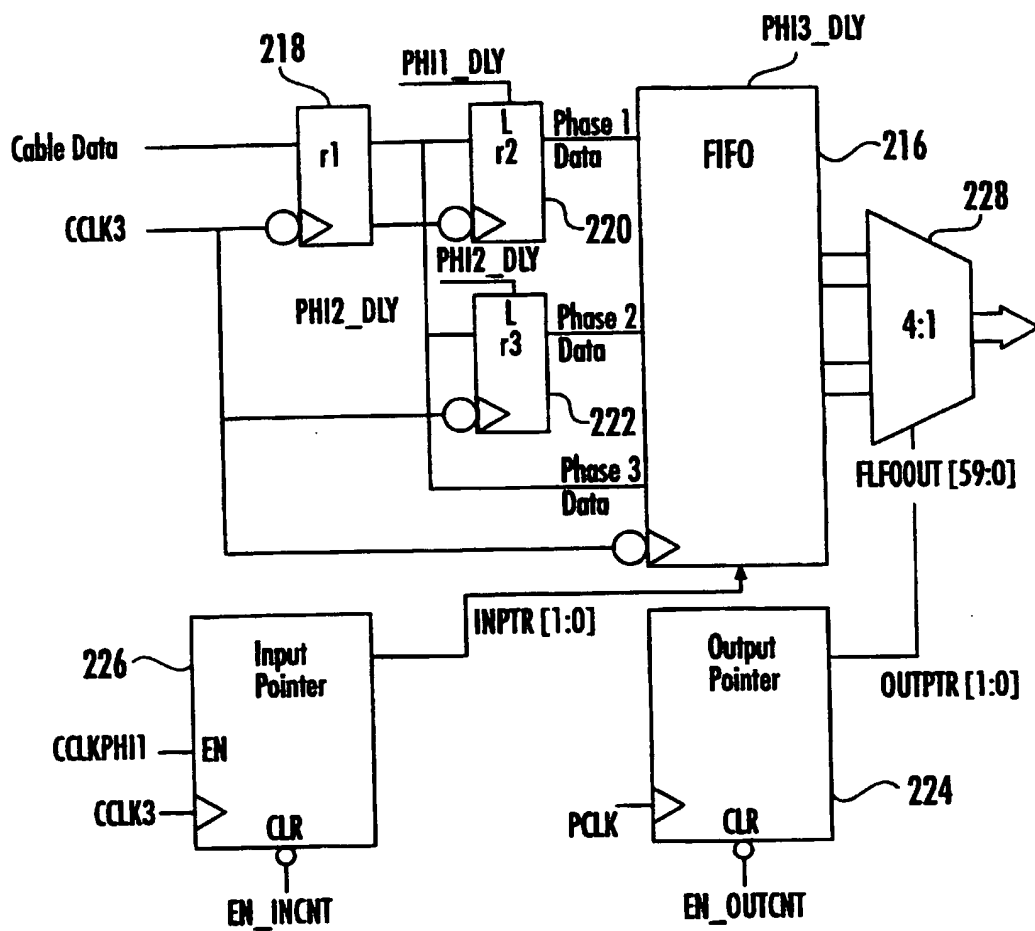 PHI3_DLY
218
PHI1_DLY
Cable Data
r1
L
r2
Phase 1
Data
FIFO
216
228
CCLK3
220
PHI2_DLY
PHI2_DLY
L
r3
Phase 2
Data
4:1
222
Phase 3
Data
FLFOOUT [59:0]
INPTR [1:0]
226
Input
Pointer
Output
Pointer
OUTPTR [1:0]
CCLKPHI1
EN
CCLK3
CLR
PCLK
CLR
224
EN_INCNT
EN_OUTCNT